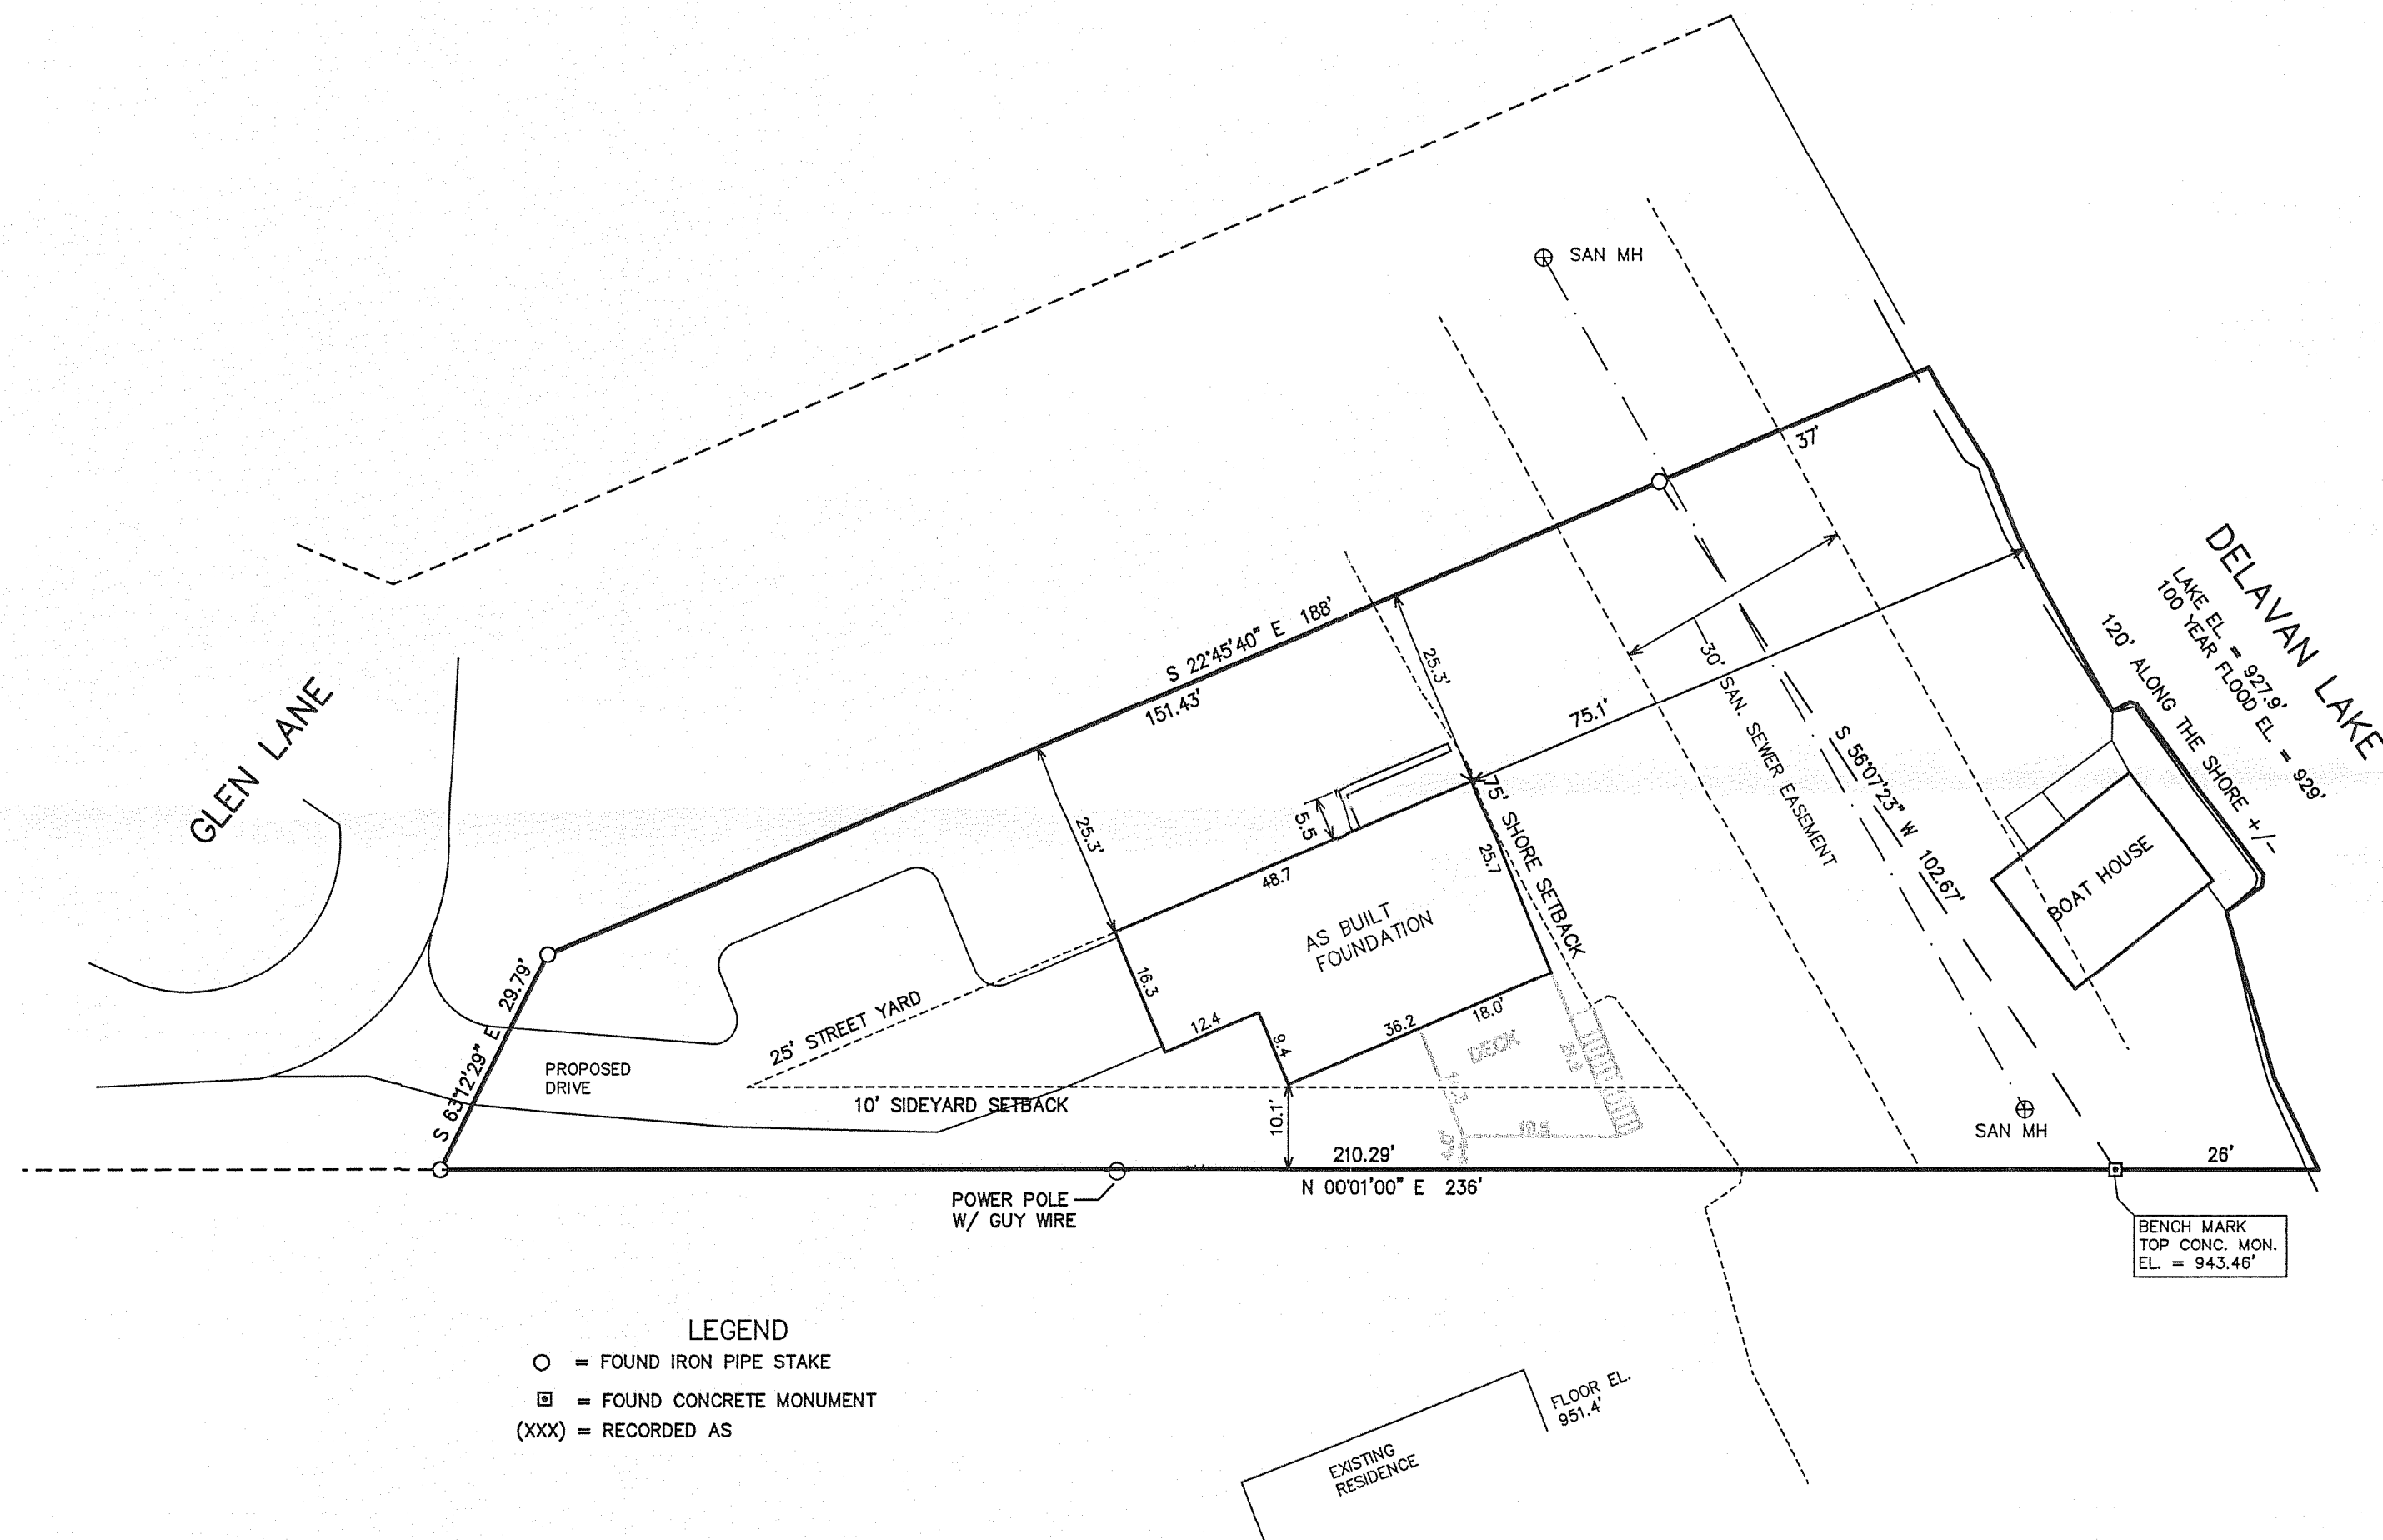 SAN MH
37'
DELAVAN LAKE
LAKE EL. = 927.9'
100 YEAR FLOOD EL. = 929'
120' ALONG THE SHORE +/-
S 22°45'40" E 188'
151.43'
25.3'
75.1'
30' SAN. SEWER EASEMENT
S 56°07'23" W 102.67'
GLEN LANE
25.3'
5.5
75' SHORE SETBACK
48.7
25.7
AS BUILT
FOUNDATION
BOAT HOUSE
16.3
12.4
9.4
36.2
18.0'
DECK
25' STREET YARD
S 63°12'29" E 29.79'
PROPOSED
DRIVE
10' SIDEYARD SETBACK
10.1'
SAN MH
210.29'
N 00°01'00" E 236'
26'
POWER POLE
W/ GUY WIRE
BENCH MARK
TOP CONC. MON.
EL. = 943.46'
LEGEND
= FOUND IRON PIPE STAKE
= FOUND CONCRETE MONUMENT
(XXX) = RECORDED AS
FLOOR EL.
951.4'
EXISTING
RESIDENCE